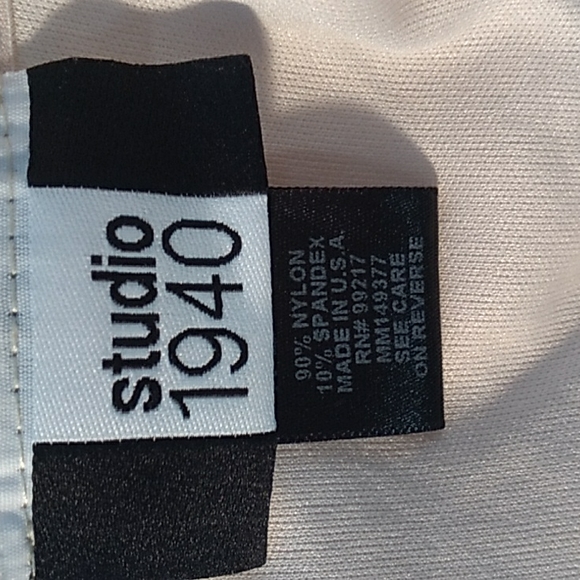 studio
1940
90% NYLON
10% SPANDEX
MADE IN U.S.A.
RN# 99217
MM149377
SEE CARE
ON REVERSE